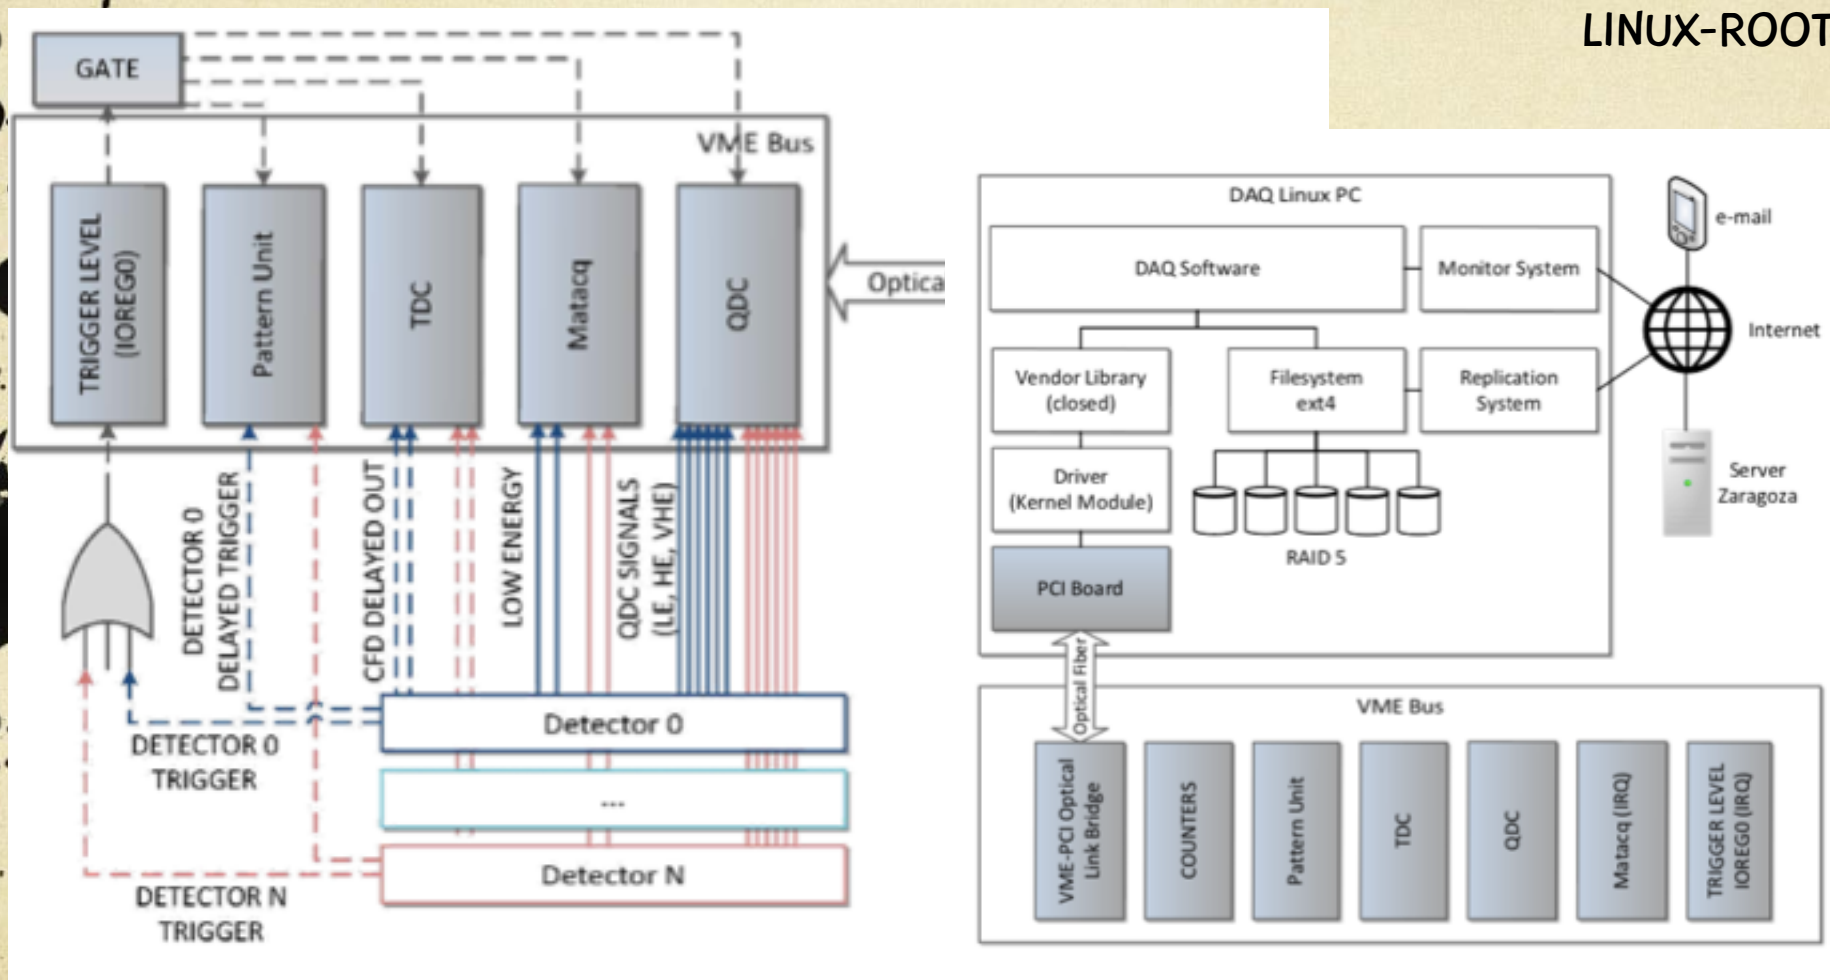 LINUX-ROOT
GATE
VME Bus
TRIGGER LEVEL
(IOREG0)
Pattern Unit
TDC
Matacq
QDC
Optica
DETECTOR 0
DELAYED TRIGGER
CFD DELAYED OUT
LOW ENERGY
QDC SIGNALS
(LE, HE, VHE)
Detector 0
DETECTOR 0
TRIGGER
...
Detector N
DETECTOR N
TRIGGER
DAQ Linux PC
DAQ Software
Monitor System
e-mail
Internet
Vendor Library
(closed)
Filesystem
ext4
Replication
System
Driver
(Kernel Module)
RAID 5
Server
Zaragoza
PCI Board
Optical Fiber
VME Bus
VME-PCI Optical
Link Bridge
COUNTERS
Pattern Unit
TDC
QDC
Matacq (IRQ)
TRIGGER LEVEL
IOREG0 (IRQ)